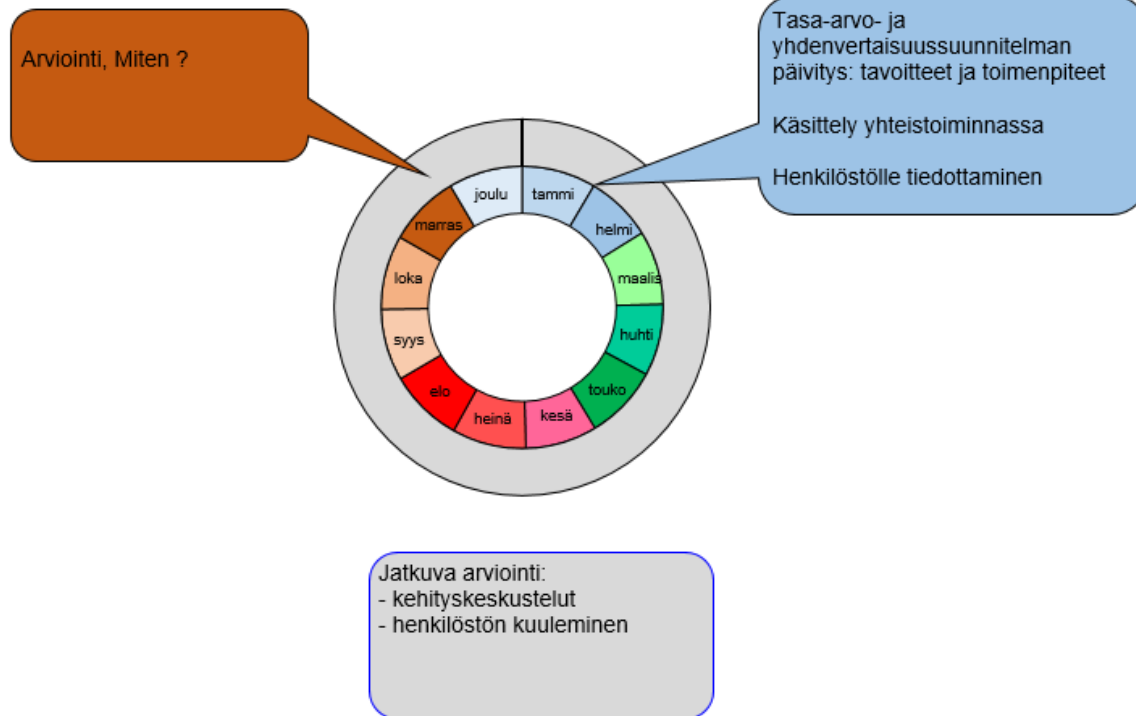 Arviointi, Miten ?
Tasa-arvo- ja
yhdenvertaisuussuunnitelman
päivitys: tavoitteet ja toimenpiteet
Käsittely yhteistoiminnassa
Henkilöstölle tiedottaminen
joulu
tammi
helmi
maalis
huhti
touko
kesä
heinä
elo
syys
loka
marras
Jatkuva arviointi:
- kehityskeskustelut
- henkilöstön kuuleminen